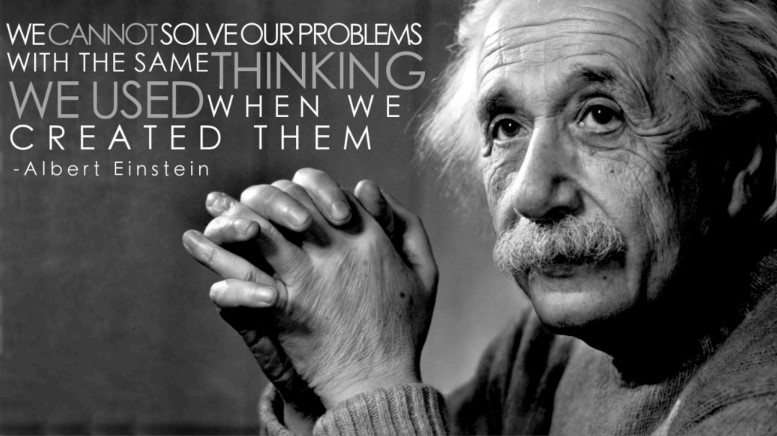 WE CANNOT SOLVE OUR PROBLEMS
WITH THE SAME THINKING
WE USED WHEN WE
CREATED THEM
-Albert Einstein